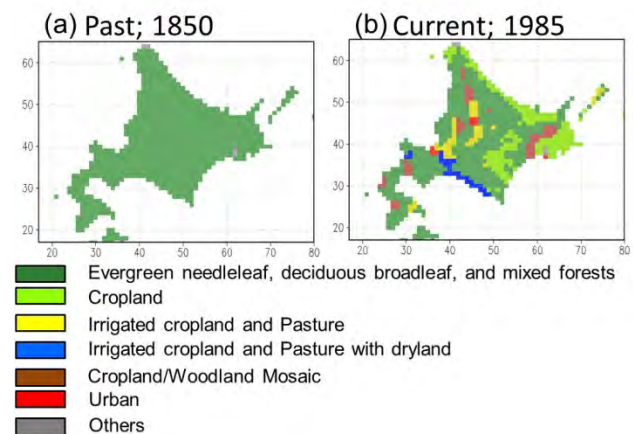 (a) Past; 1850
(b) Current; 1985
60
50
40
30
20
20 30 40 50 60 70 80
60
50
40
30
20
20 30 40 50 60 70 80
Evergreen needleleaf, deciduous broadleaf, and mixed forests
Cropland
Irrigated cropland and Pasture
Irrigated cropland and Pasture with dryland
Cropland/Woodland Mosaic
Urban
Others